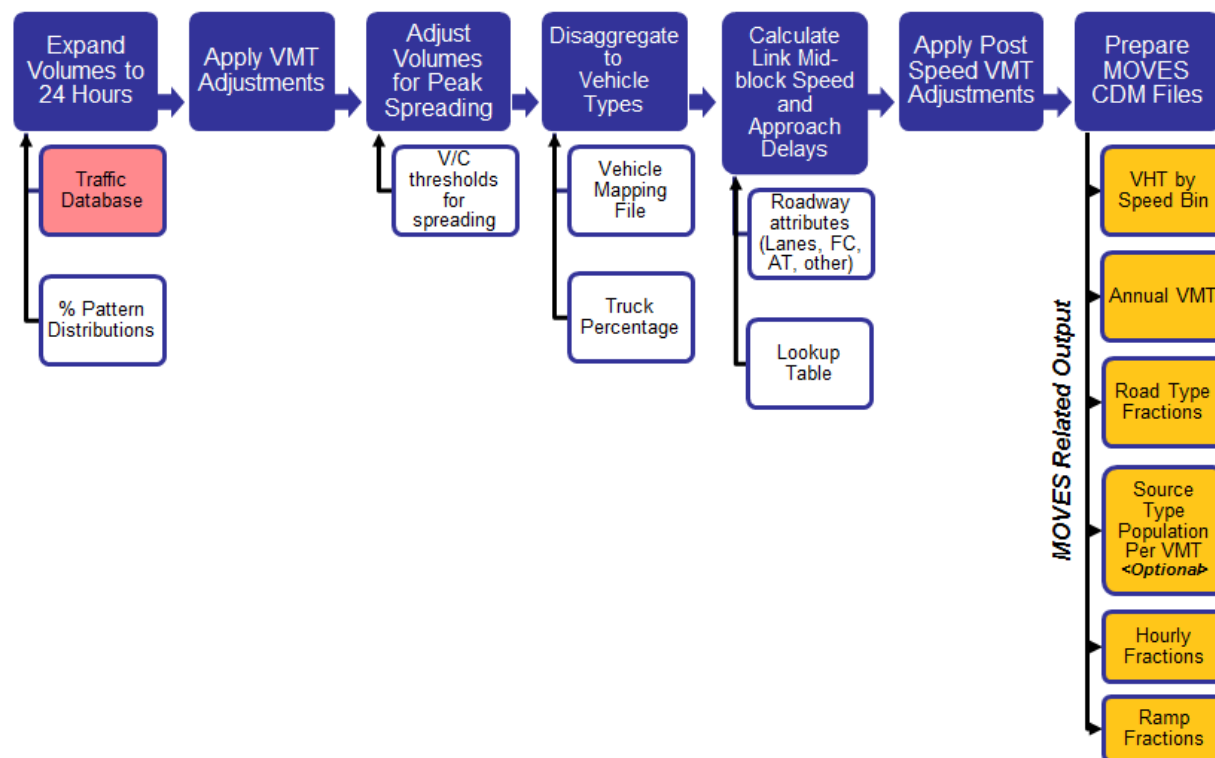 Expand
Volumes to
24 Hours
Apply VMT
Adjustments
Adjust
Volumes
for Peak
Spreading
Disaggregate
to
Vehicle
Types
Calculate
Link Mid-
block Speed
and
Approach
Delays
Apply Post
Speed VMT
Adjustments
Prepare
MOVES
CDM Files
Traffic
Database
% Pattern
Distributions
V/C
thresholds
for
spreading
Vehicle
Mapping
File
Truck
Percentage
Roadway
attributes
(Lanes, FC,
AT, other)
Lookup
Table
MOVES Related Output
VHT by
Speed Bin
Annual VMT
Road Type
Fractions
Source
Type
Population
Per VMT
<Optional>
Hourly
Fractions
Ramp
Fractions